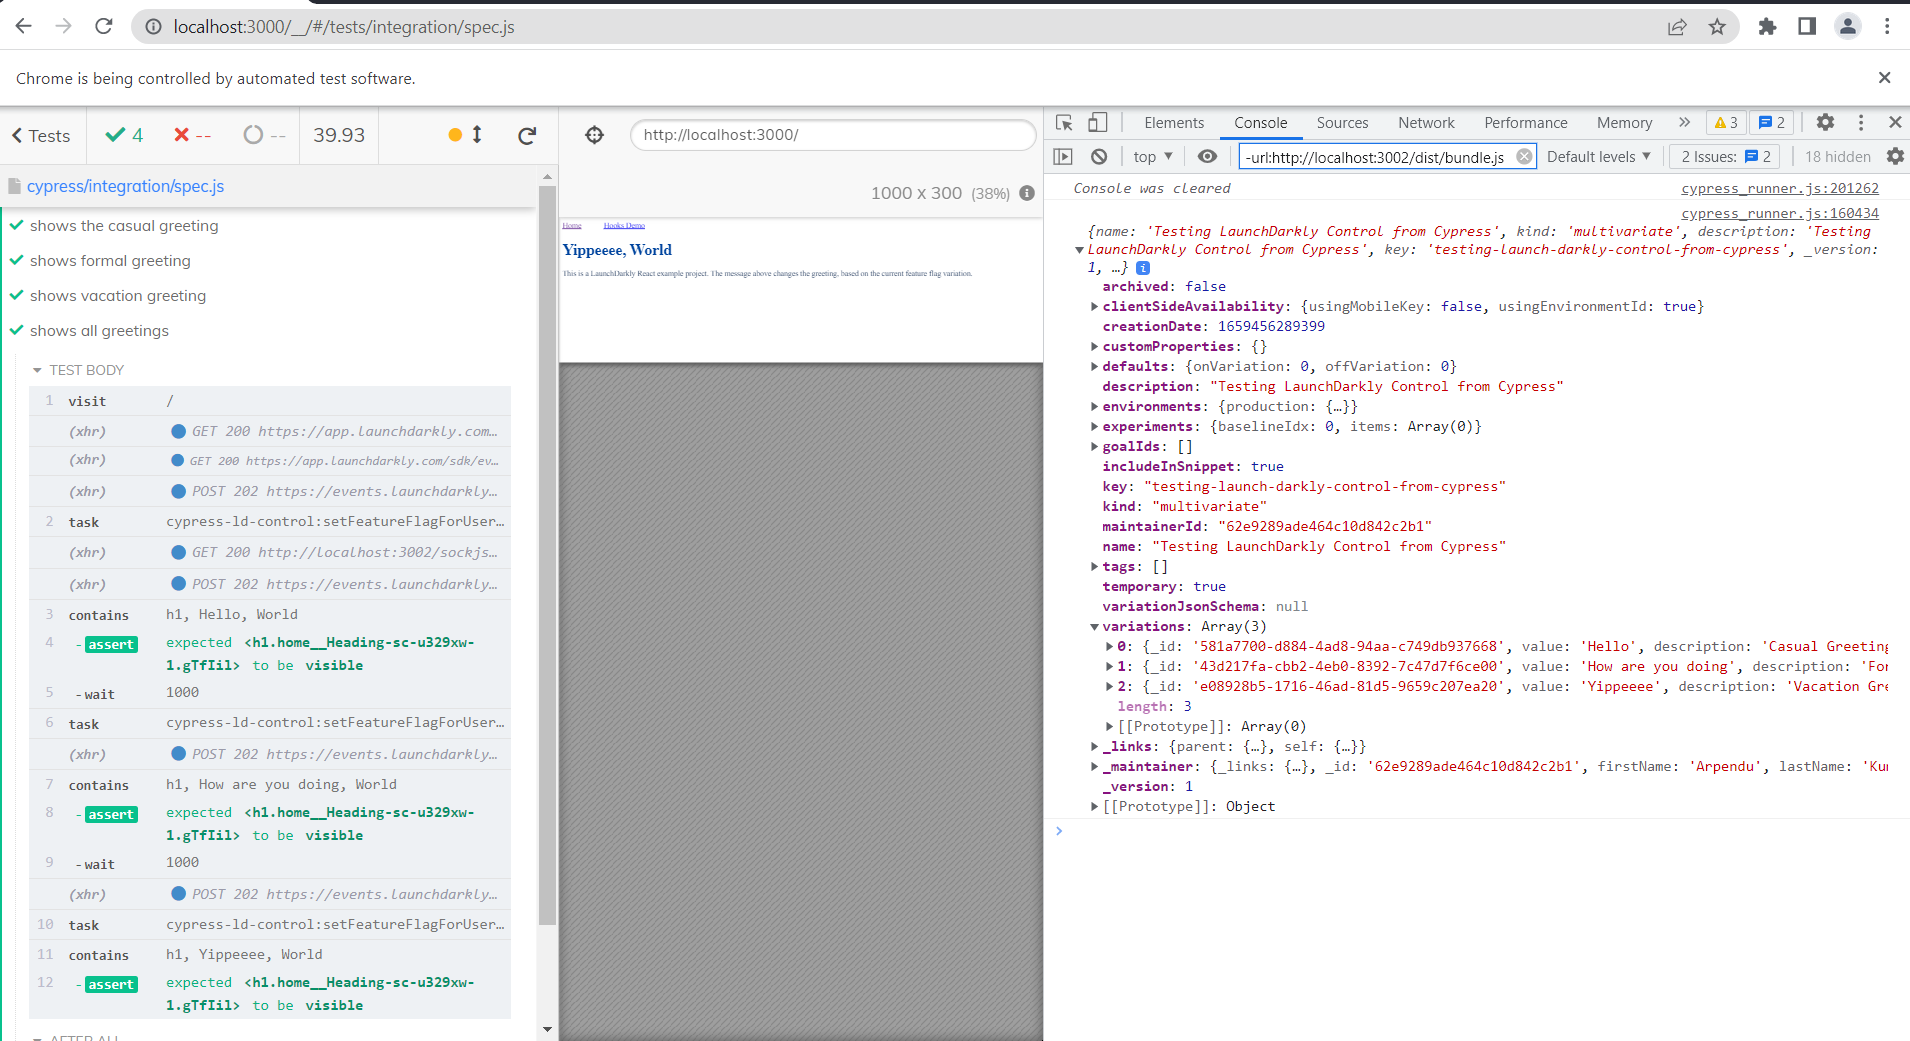 localhost:3000/__/#/tests/integration/spec.js
Chrome is being controlled by automated test software.
Tests 4 -- -- 39.93
cypress/integration/spec.js
shows the casual greeting
shows formal greeting
shows vacation greeting
shows all greetings
TEST BODY
1 visit /
(xhr) GET 200 https://app.launchdarkly.com…
(xhr) GET 200 https://app.launchdarkly.com/sdk/ev…
(xhr) POST 202 https://events.launchdarkly…
2 task cypress-ld-control:setFeatureFlagForUser…
(xhr) GET 200 http://localhost:3002/sockjs…
(xhr) POST 202 https://events.launchdarkly…
3 contains h1, Hello, World
4 -assert expected <h1.home__Heading-sc-u329xw-
1.gTfIil> to be visible
5 -wait 1000
6 task cypress-ld-control:setFeatureFlagForUser…
(xhr) POST 202 https://events.launchdarkly…
7 contains h1, How are you doing, World
8 -assert expected <h1.home__Heading-sc-u329xw-
1.gTfIil> to be visible
9 -wait 1000
(xhr) POST 202 https://events.launchdarkly…
10 task cypress-ld-control:setFeatureFlagForUser…
11 contains h1, Yippeeee, World
12 -assert expected <h1.home__Heading-sc-u329xw-
1.gTfIil> to be visible
AFTER ALL
http://localhost:3000/
1000 x 300 (38%)
Home Hooks Demo
Yippeeee, World
This is a LaunchDarkly React example project. The message above changes the greeting, based on the current feature flag variation.
Elements Console Sources Network Performance Memory » 3 2
top -url:http://localhost:3002/dist/bundle.js Default levels 2 Issues: 2 18 hidden
Console was cleared cypress_runner.js:201262
cypress_runner.js:160434
{name: 'Testing LaunchDarkly Control from Cypress', kind: 'multivariate', description: 'Testing
LaunchDarkly Control from Cypress', key: 'testing-launch-darkly-control-from-cypress', _version:
1, …}
archived: false
clientSideAvailability: {usingMobileKey: false, usingEnvironmentId: true}
creationDate: 1659456289399
customProperties: {}
defaults: {onVariation: 0, offVariation: 0}
description: "Testing LaunchDarkly Control from Cypress"
environments: {production: {…}}
experiments: {baselineIdx: 0, items: Array(0)}
goalIds: []
includeInSnippet: true
key: "testing-launch-darkly-control-from-cypress"
kind: "multivariate"
maintainerId: "62e9289ade464c10d842c2b1"
name: "Testing LaunchDarkly Control from Cypress"
tags: []
temporary: true
variationJsonSchema: null
variations: Array(3)
0: {_id: '581a7700-d884-4ad8-94aa-c749db937668', value: 'Hello', description: 'Casual Greeting
1: {_id: '43d217fa-cbb2-4eb0-8392-7c47d7f6ce00', value: 'How are you doing', description: 'For
2: {_id: 'e08928b5-1716-46ad-81d5-9659c207ea20', value: 'Yippeeee', description: 'Vacation Gre
length: 3
[[Prototype]]: Array(0)
_links: {parent: {…}, self: {…}}
_maintainer: {_links: {…}, _id: '62e9289ade464c10d842c2b1', firstName: 'Arpendu', lastName: 'Kum
_version: 1
[[Prototype]]: Object